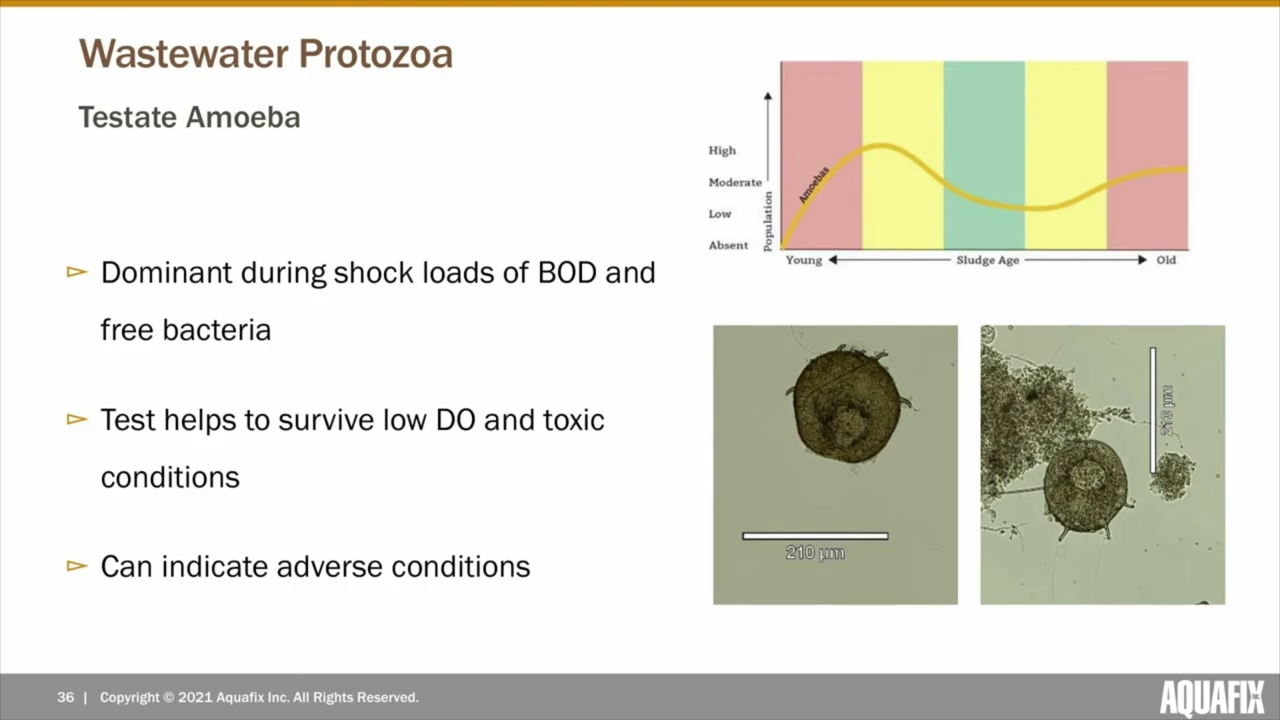 Wastewater Protozoa
Testate Amoeba
Dominant during shock loads of BOD and
free bacteria
Test helps to survive low DO and toxic
conditions
Can indicate adverse conditions
High
Moderate
Low
Absent
Population
Amoebas
Young
Sludge Age
Old
210 µm
210 µm
36 | Copyright © 2021 Aquafix Inc. All Rights Reserved.
AQUAFIX